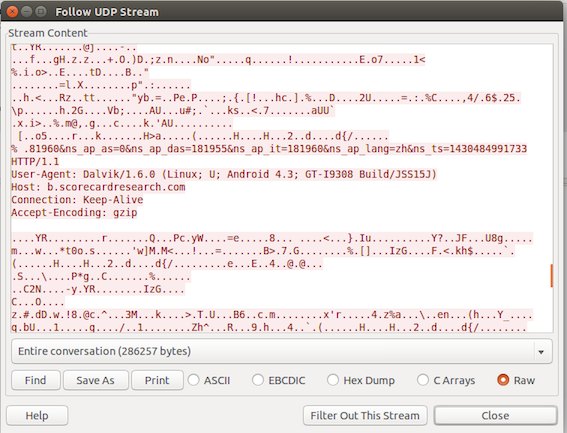 Follow UDP Stream
Stream Content
t..YR.......@]....-..
...f...gH.z.z...+.O.)D.;z.n....No".....q......!...........E.o7.....1<
%.i.o>..E....tD....B.."
........=l.X........p".:......
..h.<...Rz..tt......."yb.=..Pe.P....;.{.[!...hc.].%...D....2U.....=.:.%C....,4/.6$.25.
\p......h.2G....Vb;....AU...u#;.`...ks..<.7.......aUU`
.x.i>..%.m@,.g...c....k.'AU..........
[..o5....r...k.......H>a.....(......H....H...2..d....d{/......
% .81960&ns_ap_as=0&ns_ap_das=181955&ns_ap_it=181960&ns_ap_lang=zh&ns_ts=1430484991733
HTTP/1.1
User-Agent: Dalvik/1.6.0 (Linux; U; Android 4.3; GT-I9308 Build/JSS15J)
Host: b.scorecardresearch.com
Connection: Keep-Alive
Accept-Encoding: gzip
....YR.........r......Q...Pc.yW....=e.....8.......<...}.Iu..........Y?..JF...U8g.....
m...w...*t0o.s......'w]M.M<...!...=.......B>.7.G........%.[]...IzG....F.<.kh$.....`.
(......H....H...2..d....d{/........e...E..4..@.@...
.S...\....P*g..C.......%......
..C2N....-y.YR.......IzG....
C...O....
z.#.dD.w.!8.@c.^...3M...k....>.T.U...B6..c.m........x'r.....4.z%a...\..en...(h...Y_....
q.bU...1.....g..../..1........Zh^...R...9.h...4..`.(......H....H...2..d....d{/.......
Entire conversation (286257 bytes)
Find Save As Print ASCII EBCDIC Hex Dump C Arrays Raw
Help Filter Out This Stream Close